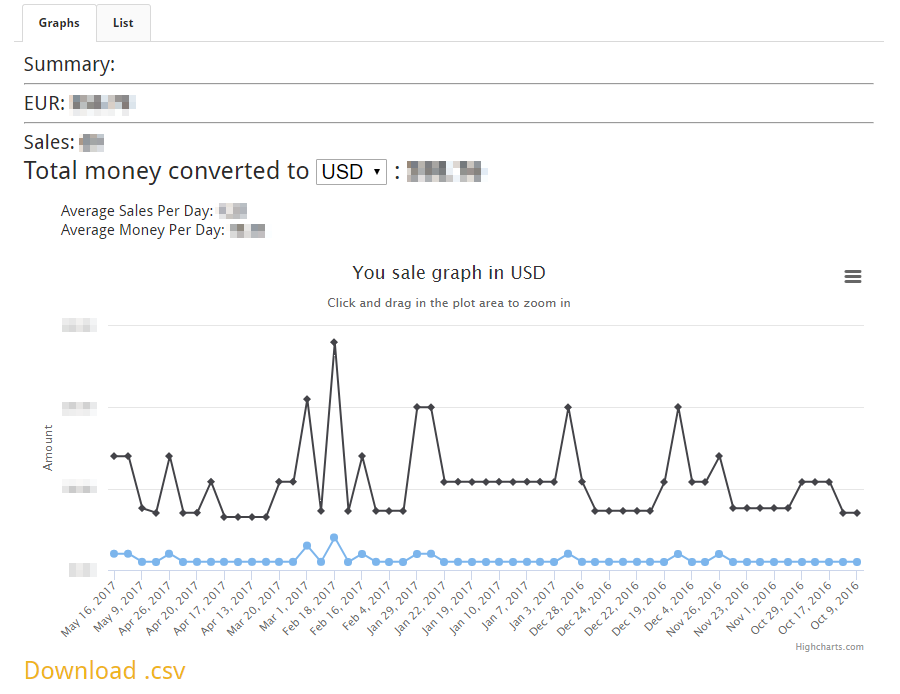 Graphs List
Summary:
EUR:
Sales:
Total money converted to USD :
Average Sales Per Day:
Average Money Per Day:
You sale graph in USD
Click and drag in the plot area to zoom in
Amount
May 16, 2017
May 9, 2017
Apr 26, 2017
Apr 20, 2017
Apr 17, 2017
Apr 13, 2017
Mar 20, 2017
Mar 1, 2017
Feb 18, 2017
Feb 16, 2017
Feb 4, 2017
Jan 29, 2017
Jan 22, 2017
Jan 19, 2017
Jan 10, 2017
Jan 7, 2017
Jan 3, 2017
Dec 28, 2016
Dec 24, 2016
Dec 22, 2016
Dec 19, 2016
Dec 4, 2016
Nov 26, 2016
Nov 23, 2016
Nov 1, 2016
Oct 29, 2016
Oct 17, 2016
Oct 9, 2016
Highcharts.com
Download .csv